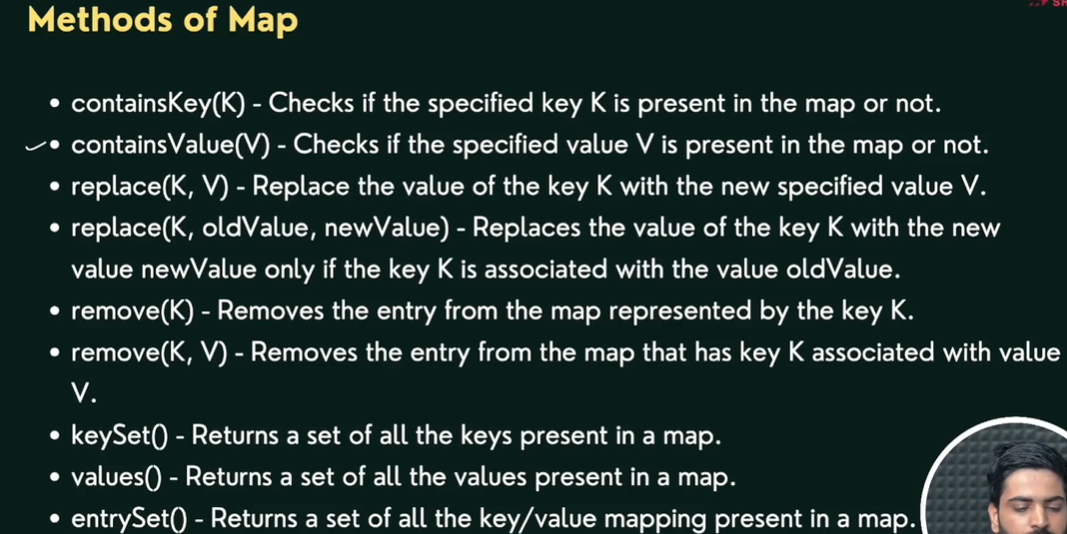 Methods of Map
• containsKey(K) - Checks if the specified key K is present in the map or not.
• containsValue(V) - Checks if the specified value V is present in the map or not.
• replace(K, V) - Replace the value of the key K with the new specified value V.
• replace(K, oldValue, newValue) - Replaces the value of the key K with the new
value newValue only if the key K is associated with the value oldValue.
• remove(K) - Removes the entry from the map represented by the key K.
• remove(K, V) - Removes the entry from the map that has key K associated with value
V.
• keySet() - Returns a set of all the keys present in a map.
• values() - Returns a set of all the values present in a map.
• entrySet() - Returns a set of all the key/value mapping present in a map.